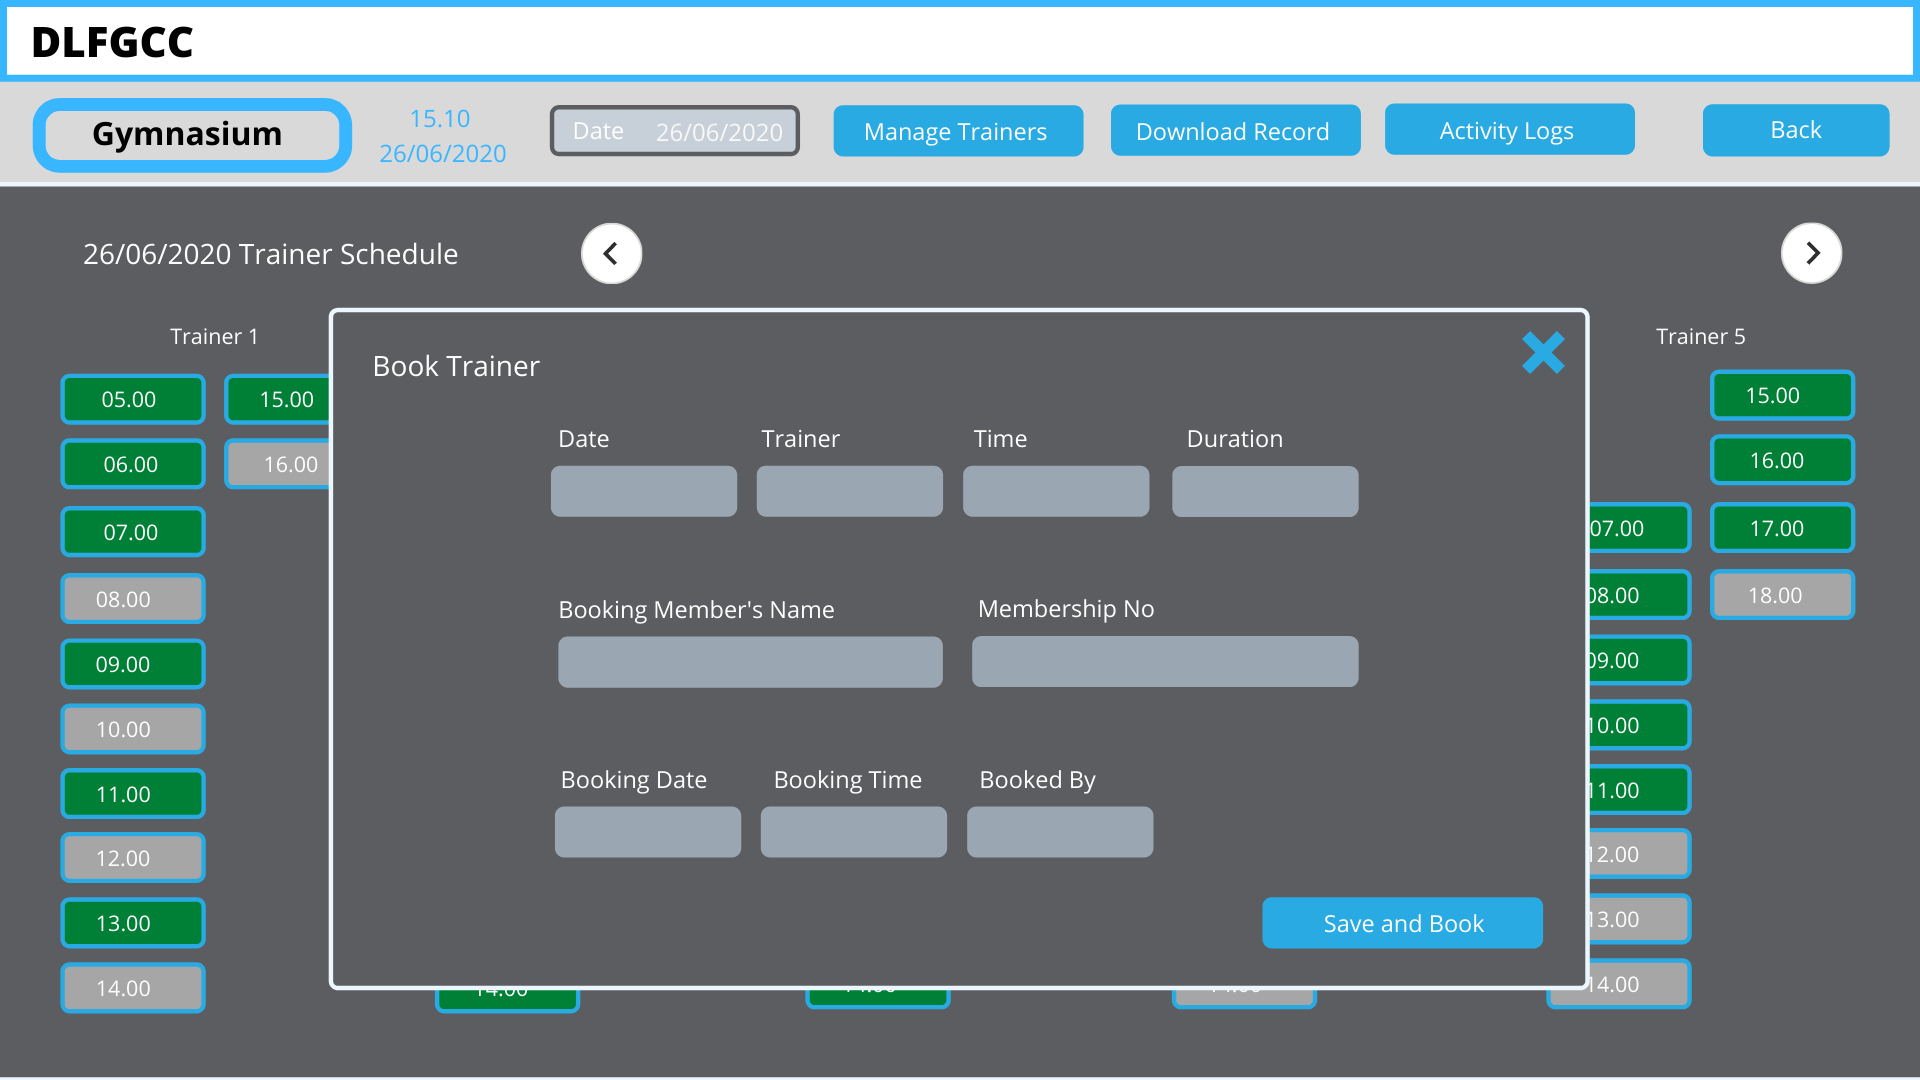 DLFGCC
Gymnasium
15.10
26/06/2020
Date 26/06/2020
Manage Trainers
Download Record
Activity Logs
Back
26/06/2020 Trainer Schedule
Trainer 1
05.00
15.00
06.00
16.00
07.00
08.00
09.00
10.00
11.00
12.00
13.00
14.00
Book Trainer
Date
Trainer
Time
Duration
Booking Member's Name
Membership No
Booking Date
Booking Time
Booked By
Save and Book
Trainer 5
15.00
16.00
07.00
17.00
08.00
18.00
09.00
10.00
11.00
12.00
13.00
14.00
14.00